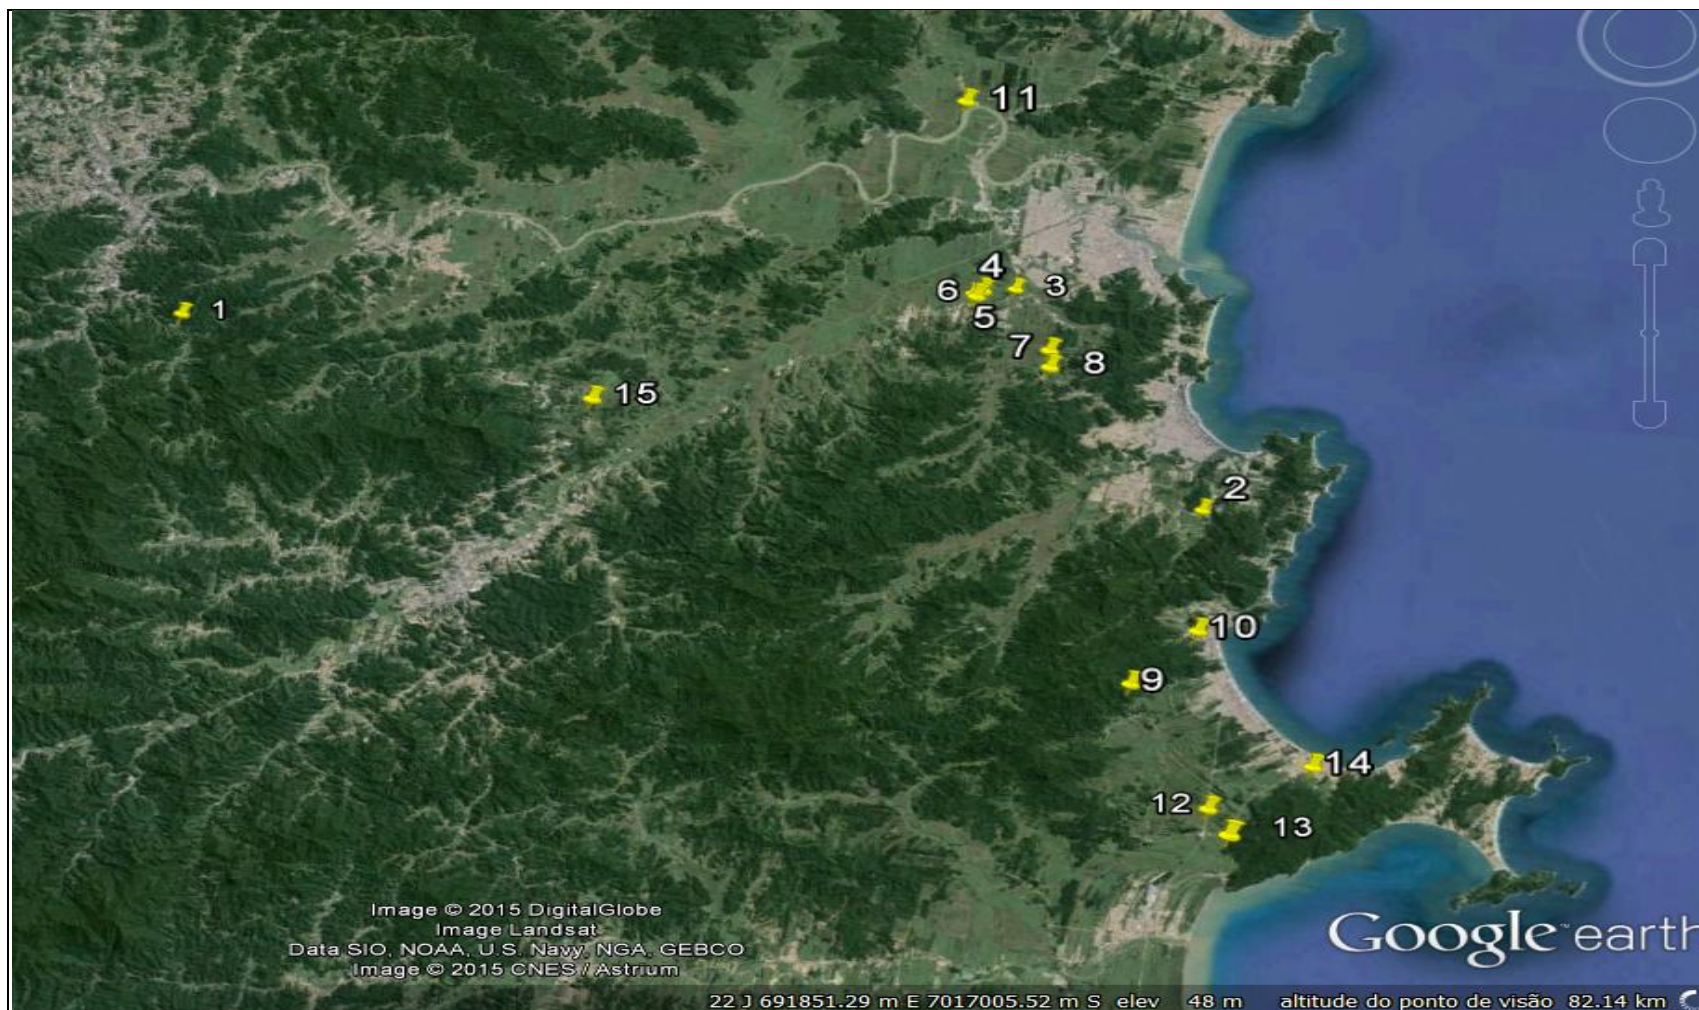 11
4
6
3
1
5
7
8
15
2
10
9
14
12
13
Image © 2015 DigitalGlobe
Image Landsat
Data SIO, NOAA, U.S. Navy, NGA, GEBCO
Image © 2015 CNES / Astrium
Google earth
22 J 691851.29 m E 7017005.52 m S elev 48 m altitude do ponto de visão 82.14 km